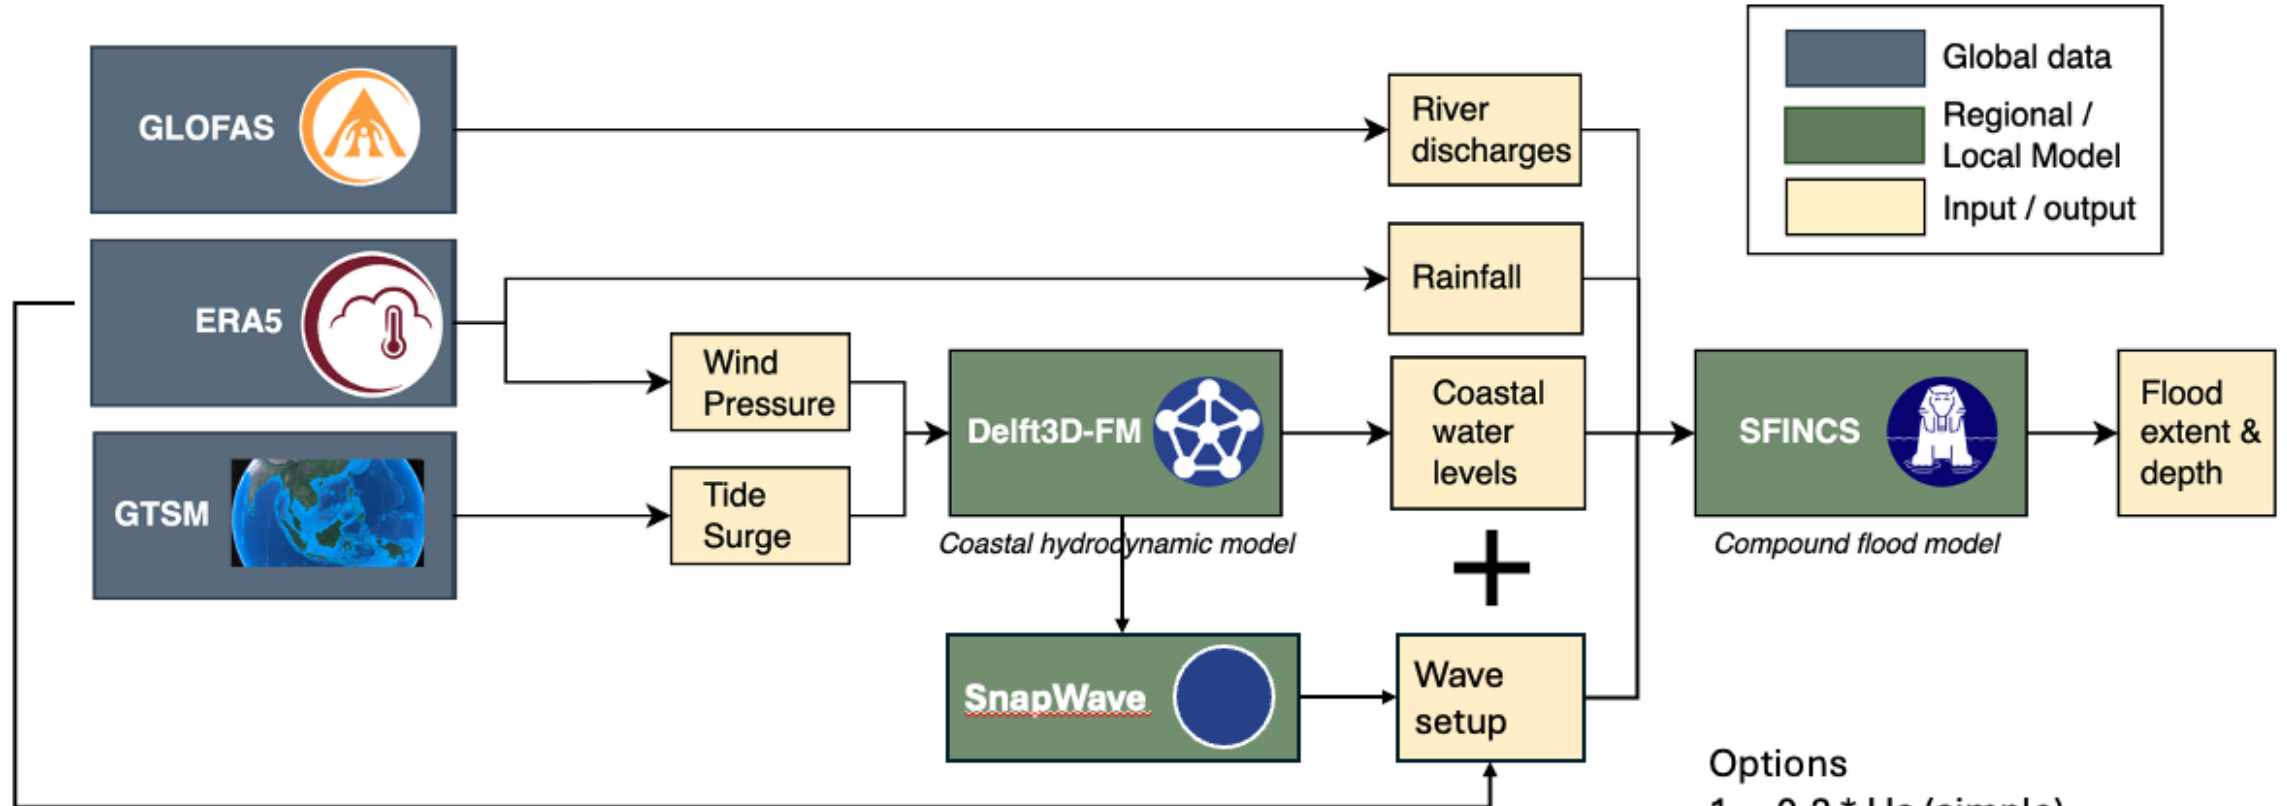 GLOFAS
River
discharges
Global data
Regional /
Local Model
Input / output
ERA5
Rainfall
Wind
Pressure
Delft3D-FM
Coastal
water
levels
SFINCS
Flood
extent &
depth
GTSM
Tide
Surge
Coastal hydrodynamic model
Compound flood model
SnapWave
Wave
setup
Options